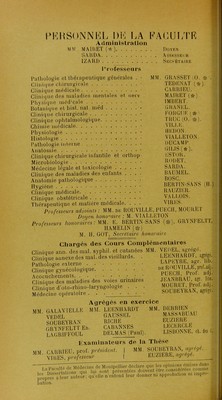 PERSONNEL DE LA FACULTÉ
Administration
MM. MAIRET (✻) Doyen
SARDA Assesseur
IZARD Secrétaire
Professeurs
Pathologie et thérapeutique générales MM. GRASSET (O. ✻)
Clinique chirurgicale TÉDENAT (✻)
Clinique médicale CARRIEU.
Clinique des maladies mentales et nerv MAIRET (✻)
Physique médicale IMBERT.
Botanique et hist. nat. méd GRANEL.
Clinique chirurgicale FORGUE ✻
Clinique ophtalmologique TRUC O. ✻
Chimie médicale VILLE.
Physiologie HEDON
Histologie VIALLETON.
Pathologie interne DUCAMP
Anatomie GILIS ✻
Clinique chirurgicale infantile et orthop ESTOR.
Microbiologie RODET.
Médecine légale et toxicologie SARDA.
Clinique des maladies des enfants BAUMEL
Anatomie pathologique BOSC.
Hygiène BERTIN-SANS (H.)
Clinique médicale RAUZIER.
Clinique obstétricale VALLOIS.
Thérapeutique et matière médicale VIRES.
Professeurs adjoints : MM. de ROUVILLE, PUECH, MOURET
Doyen honoraire : M. VIALLETON
Professeurs honoraires : MM. E. BERTIN-SANS (✻), GRYNFELTT,
HAMELIN (✻)
M. H. GOT, Secrétaire honoraire
Chargés des Cours Complémentaires
Clinique ann. des mal. syphil. et cutanées MM. VEDEL, agrégé.
Clinique annexe des mal. des vieillards. LEENHARDT, agrég.
Pathologie externe LAPEYRE, agr. lib.
Clinique gynécologique. de ROUVILLE, prof. adj.
Accouchements. PUECH, Prof. adj.
Clinique des maladies des voies urinaires JEANBRAU, agr. lib.
Clinique d'oto-rhino-laryngologie MOURET, Prof. adj.
Médecine opératoire SOUBEYRAN, agrég.
Agrégés en exercice
MM. GALAVIELLE MM. LEENHARDT MM. DERRIEN
VEDEL GAUSSEL MASSABUAU
SOUBEYRAN RICHE EUZIÈRE
GRYNFELTT Ed. CABANNES LECERCLE
LAGRIFFOUL DELMAS (Paul). LISBONNE,
Examinateurs de la Thèse
MM. CARRIEU, prof. président. MM SOUBEYRAN, agrégé.
VIRES, professeur EUZIÈRE, agrégé.
La Faculté de Médecine de Montpellier déclare que les opinions émises dans
les Dissertations qui lui sont présentées doivent être considérées comme
propres à leur auteur; qu'elle n'entend leur donner ni approbation ni improbation.